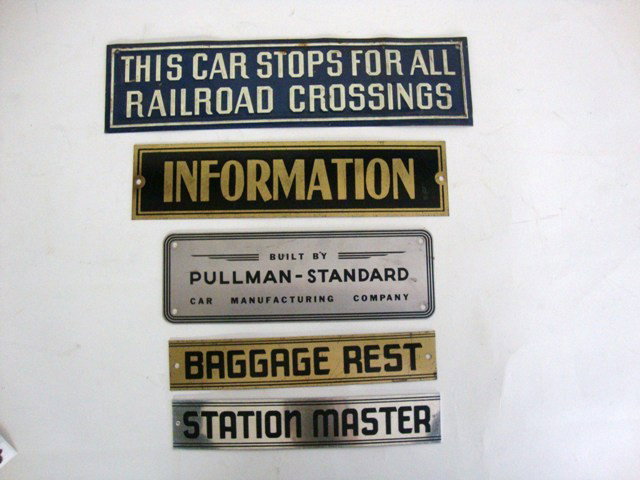 THIS CAR STOPS FOR ALL
RAILROAD CROSSINGS
INFORMATION
BUILT BY
PULLMAN-STANDARD
CAR MANUFACTURING COMPANY
BAGGAGE REST
STATION MASTER